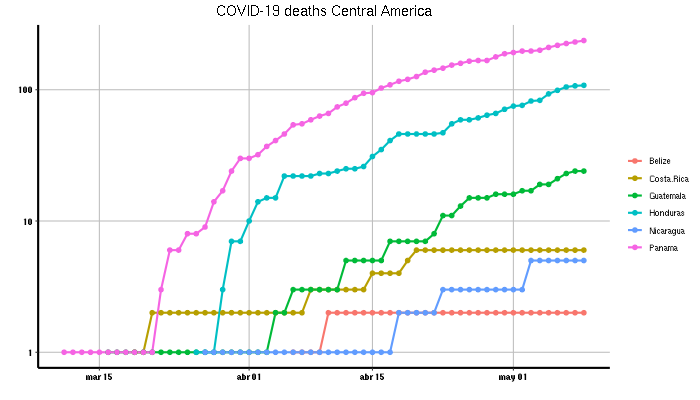 COVID-19 deaths Central America
100
10
1
mar 15
abr 01
abr 15
may 01
Belize
Costa.Rica
Guatemala
Honduras
Nicaragua
Panama